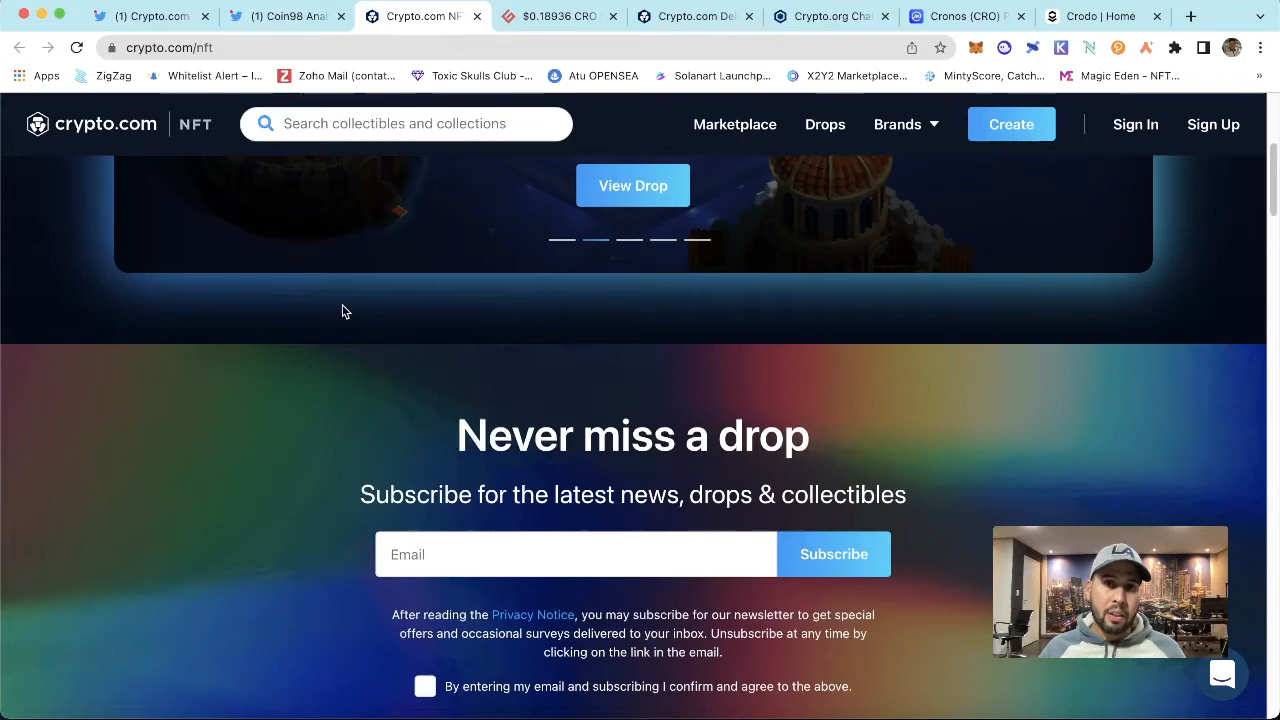 (1) Crypto.com
(1) Coin98 Anal
Crypto.com NF
$0.18936 CRO
Crypto.com De
Crypto.org Cha
Cronos (CRO) P
Crodo | Home
crypto.com/nft
Apps
ZigZag
Whitelist Alert – I...
Zoho Mail (contat...
Toxic Skulls Club -...
Atu OPENSEA
Solanart Launchp...
X2Y2 Marketplace...
MintyScore, Catch...
Magic Eden - NFT...
»
crypto.com | NFT
Search collectibles and collections
Marketplace
Drops
Brands
Create
Sign In
Sign Up
View Drop
Never miss a drop
Subscribe for the latest news, drops & collectibles
Email
Subscribe
After reading the Privacy Notice, you may subscribe for our newsletter to get special
offers and occasional surveys delivered to your inbox. Unsubscribe at any time by
clicking on the link in the email.
By entering my email and subscribing I confirm and agree to the above.
LA